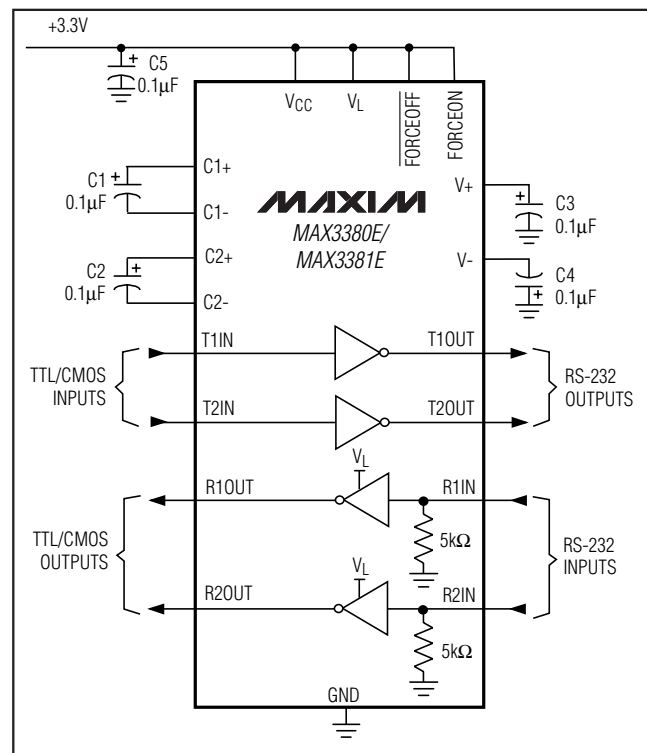 +3.3V
C5
0.1μF
VCC
VL
FORCEOFF
FORCEON
C1+
C1
0.1μF
C1-
C2+
C2
0.1μF
C2-
MAXIM
MAX3380E/
MAX3381E
V+
C3
0.1μF
V-
C4
0.1μF
T1IN
T1OUT
TTL/CMOS
INPUTS
RS-232
OUTPUTS
T2IN
T2OUT
VL
R1OUT
R1IN
5kΩ
TTL/CMOS
OUTPUTS
RS-232
INPUTS
VL
R2OUT
R2IN
5kΩ
GND